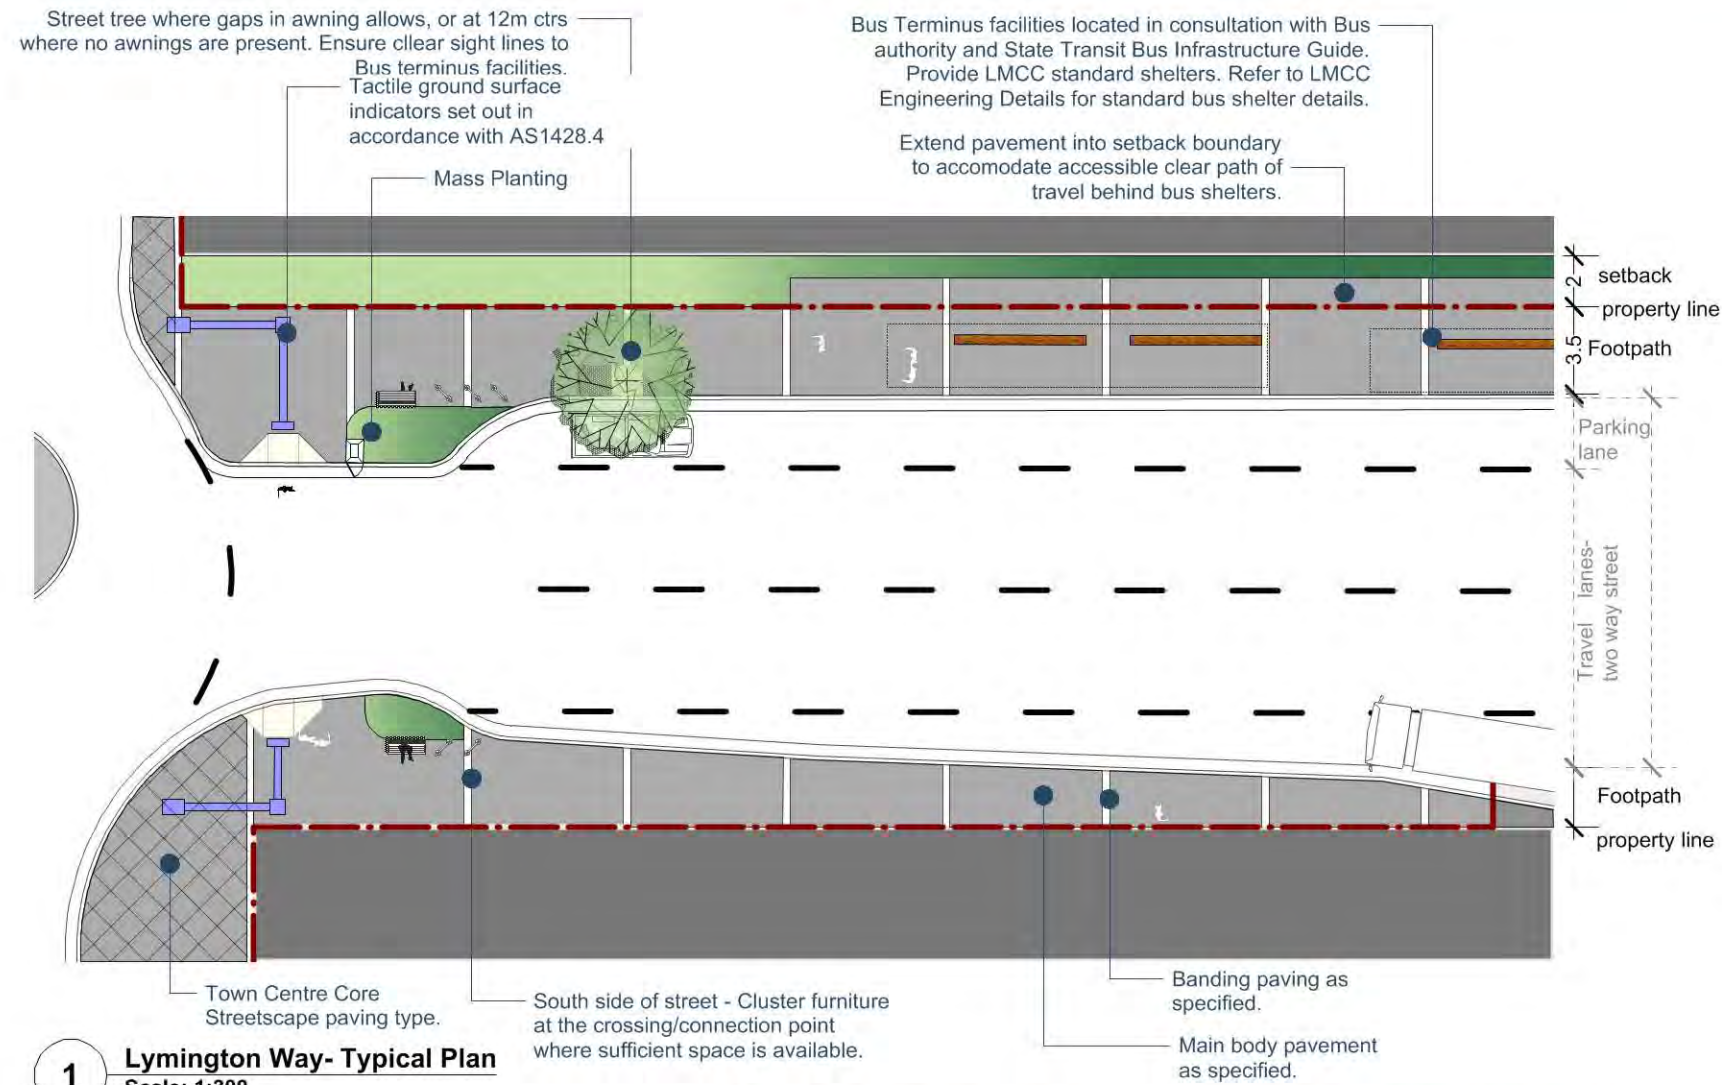 Street tree where gaps in awning allows, or at 12m ctrs
where no awnings are present. Ensure cllear sight lines to
Bus terminus facilities.
Tactile ground surface
indicators set out in
accordance with AS1428.4
Mass Planting
Bus Terminus facilities located in consultation with Bus
authority and State Transit Bus Infrastructure Guide.
Provide LMCC standard shelters. Refer to LMCC
Engineering Details for standard bus shelter details.
Extend pavement into setback boundary
to accomodate accessible clear path of
travel behind bus shelters.
2
setback
property line
3.5
Footpath
Parking
lane
Travel lanes-
two way street
Footpath
property line
Town Centre Core
Streetscape paving type.
South side of street - Cluster furniture
at the crossing/connection point
where sufficient space is available.
Banding paving as
specified.
Main body pavement
as specified.
1
Lymington Way- Typical Plan
Scale: 1:300